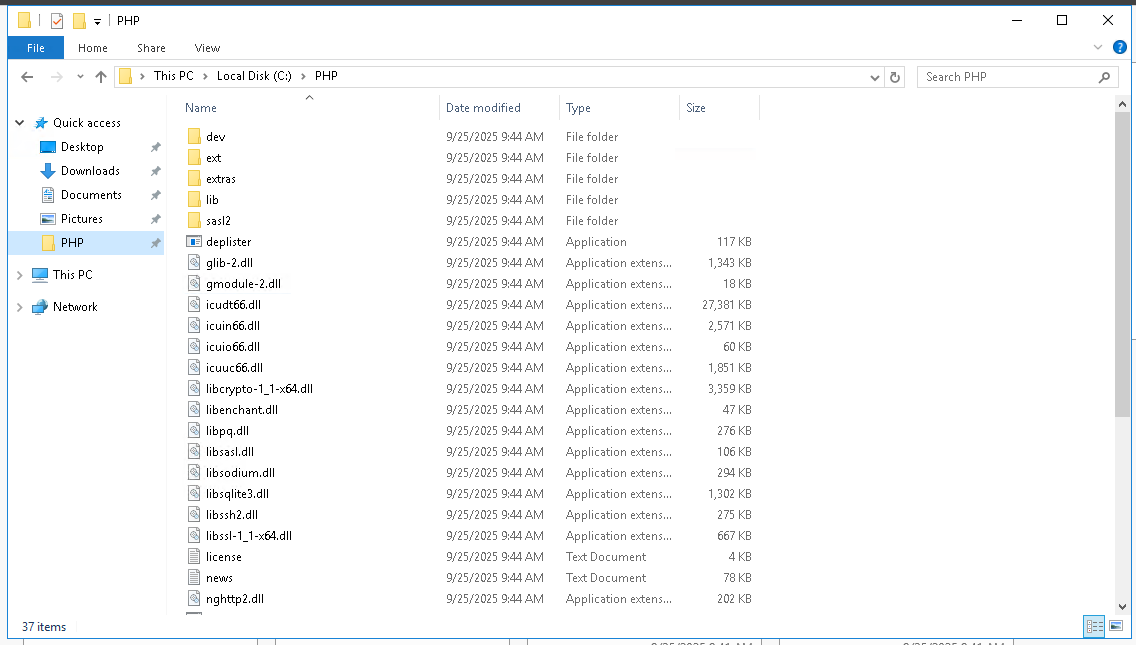 PHP
File Home Share View
This PC Local Disk (C:) PHP Search PHP
Name Date modified Type Size
Quick access
Desktop
Downloads
Documents
Pictures
PHP
This PC
Network
dev 9/25/2025 9:44 AM File folder
ext 9/25/2025 9:44 AM File folder
extras 9/25/2025 9:44 AM File folder
lib 9/25/2025 9:44 AM File folder
sasl2 9/25/2025 9:44 AM File folder
deplister 9/25/2025 9:44 AM Application 117 KB
glib-2.dll 9/25/2025 9:44 AM Application extens... 1,343 KB
gmodule-2.dll 9/25/2025 9:44 AM Application extens... 18 KB
icudt66.dll 9/25/2025 9:44 AM Application extens... 27,381 KB
icuin66.dll 9/25/2025 9:44 AM Application extens... 2,571 KB
icuio66.dll 9/25/2025 9:44 AM Application extens... 60 KB
icuuc66.dll 9/25/2025 9:44 AM Application extens... 1,851 KB
libcrypto-1_1-x64.dll 9/25/2025 9:44 AM Application extens... 3,359 KB
libenchant.dll 9/25/2025 9:44 AM Application extens... 47 KB
libpq.dll 9/25/2025 9:44 AM Application extens... 276 KB
libsasl.dll 9/25/2025 9:44 AM Application extens... 106 KB
libsodium.dll 9/25/2025 9:44 AM Application extens... 294 KB
libsqlite3.dll 9/25/2025 9:44 AM Application extens... 1,302 KB
libssh2.dll 9/25/2025 9:44 AM Application extens... 275 KB
libssl-1_1-x64.dll 9/25/2025 9:44 AM Application extens... 667 KB
license 9/25/2025 9:44 AM Text Document 4 KB
news 9/25/2025 9:44 AM Text Document 78 KB
nghttp2.dll 9/25/2025 9:44 AM Application extens... 202 KB
37 items